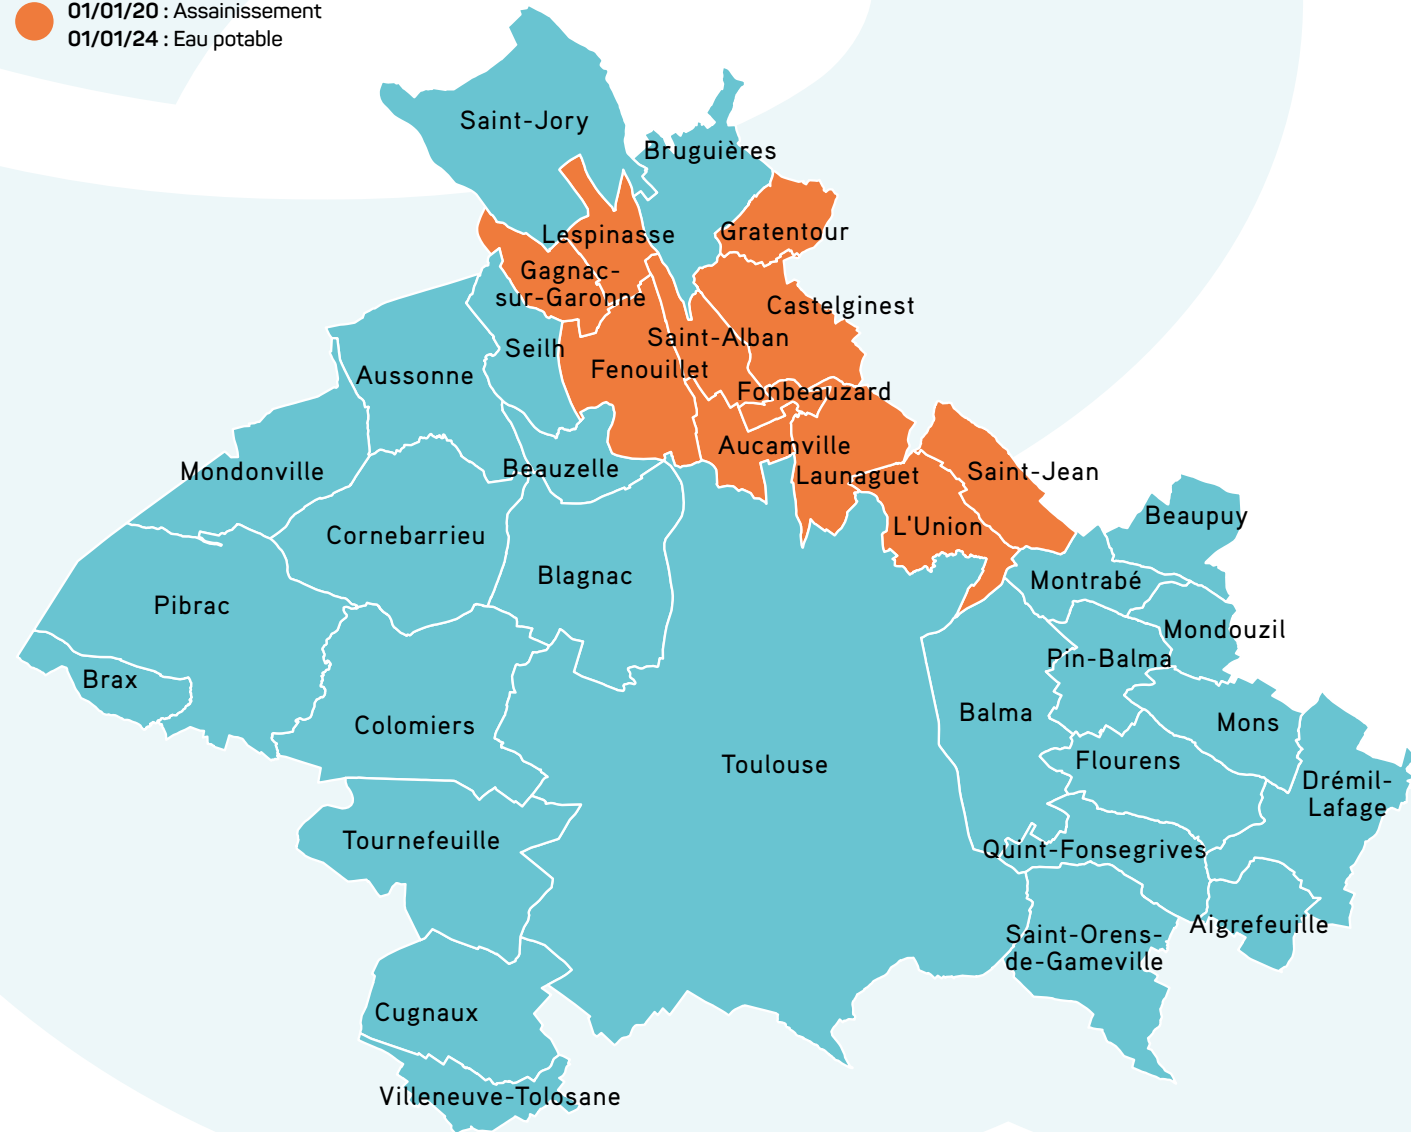 01/01/20 : Assainissement
01/01/24 : Eau potable
Saint-Jory
Bruguières
Lespinasse
Gratentour
Gagnac-
sur-Garonne
Castelginest
Saint-Alban
Seilh
Fenouillet
Aussonne
Fonbeauzard
Aucamville
Mondonville
Beauzelle
Launaguet
Saint-Jean
Cornebarrieu
L'Union
Beaupuy
Blagnac
Montrabé
Pibrac
Mondouzil
Pin-Balma
Brax
Balma
Mons
Colomiers
Toulouse
Flourens
Drémil-
Lafage
Tournefeuille
Quint-Fonsegrives
Aigrefeuille
Saint-Orens-
de-Gameville
Cugnaux
Villeneuve-Tolosane